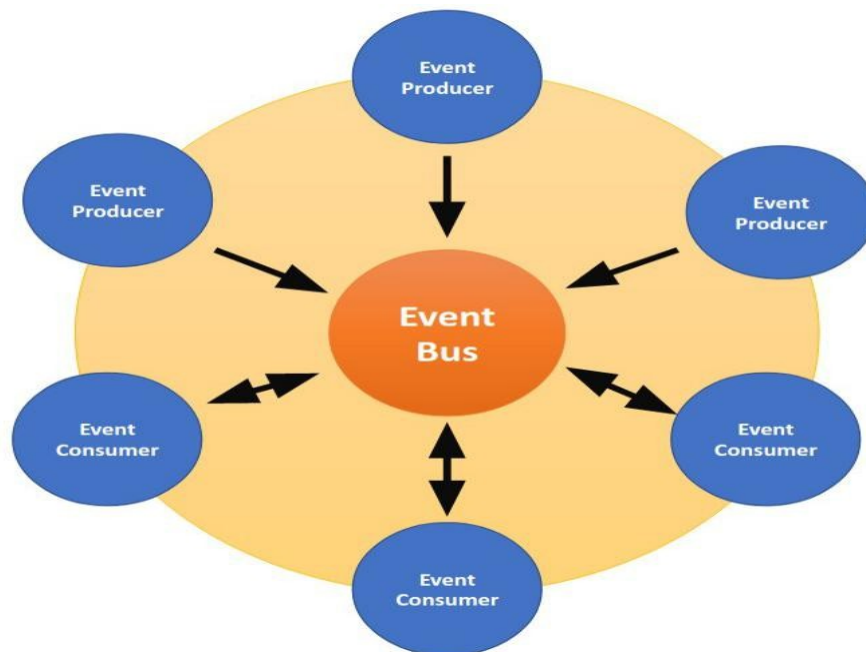 Event
Producer
Event
Producer
Event
Producer
Event
Bus
Event
Consumer
Event
Consumer
Event
Consumer